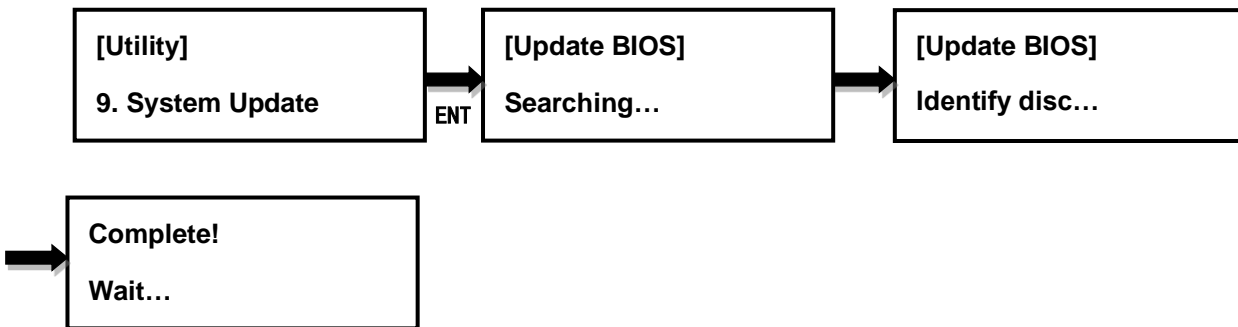 [Utility]
9. System Update
ENT
[Update BIOS]
Searching…
[Update BIOS]
Identify disc…
Complete!
Wait…